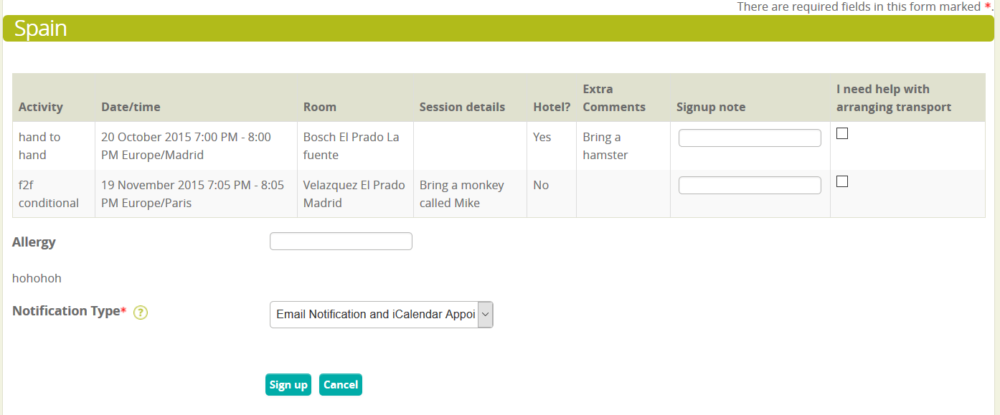 There are required fields in this form marked *.
Spain
Activity Date/time Room Session details Hotel? Extra Comments Signup note I need help with arranging transport
hand to hand 20 October 2015 7:00 PM - 8:00 PM Europe/Madrid Bosch El Prado La fuente Yes Bring a hamster
f2f conditional 19 November 2015 7:05 PM - 8:05 PM Europe/Paris Velazquez El Prado Madrid Bring a monkey called Mike No
Allergy
hohohoh
Notification Type* ? Email Notification and iCalendar Appoi
Sign up Cancel